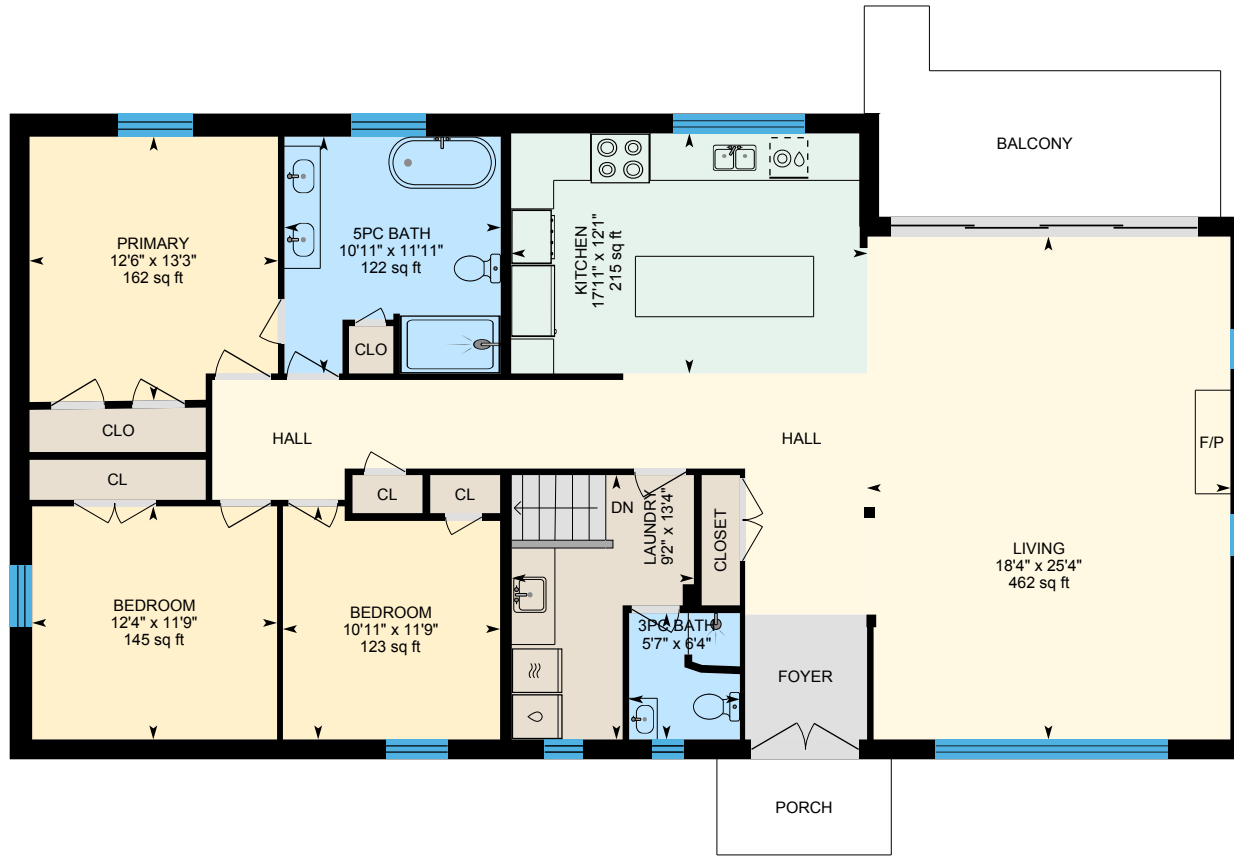 BALCONY
PRIMARY
12'6" x 13'3"
162 sq ft
5PC BATH
10'11" x 11'11"
122 sq ft
KITCHEN
17'11" x 12'1"
215 sq ft
CLO
CLO
HALL
HALL
F/P
CL
CL
CL
DN
LAUNDRY
9'2" x 13'4"
CLOSET
LIVING
18'4" x 25'4"
462 sq ft
BEDROOM
12'4" x 11'9"
145 sq ft
BEDROOM
10'11" x 11'9"
123 sq ft
3PC BATH
5'7" x 6'4"
FOYER
PORCH